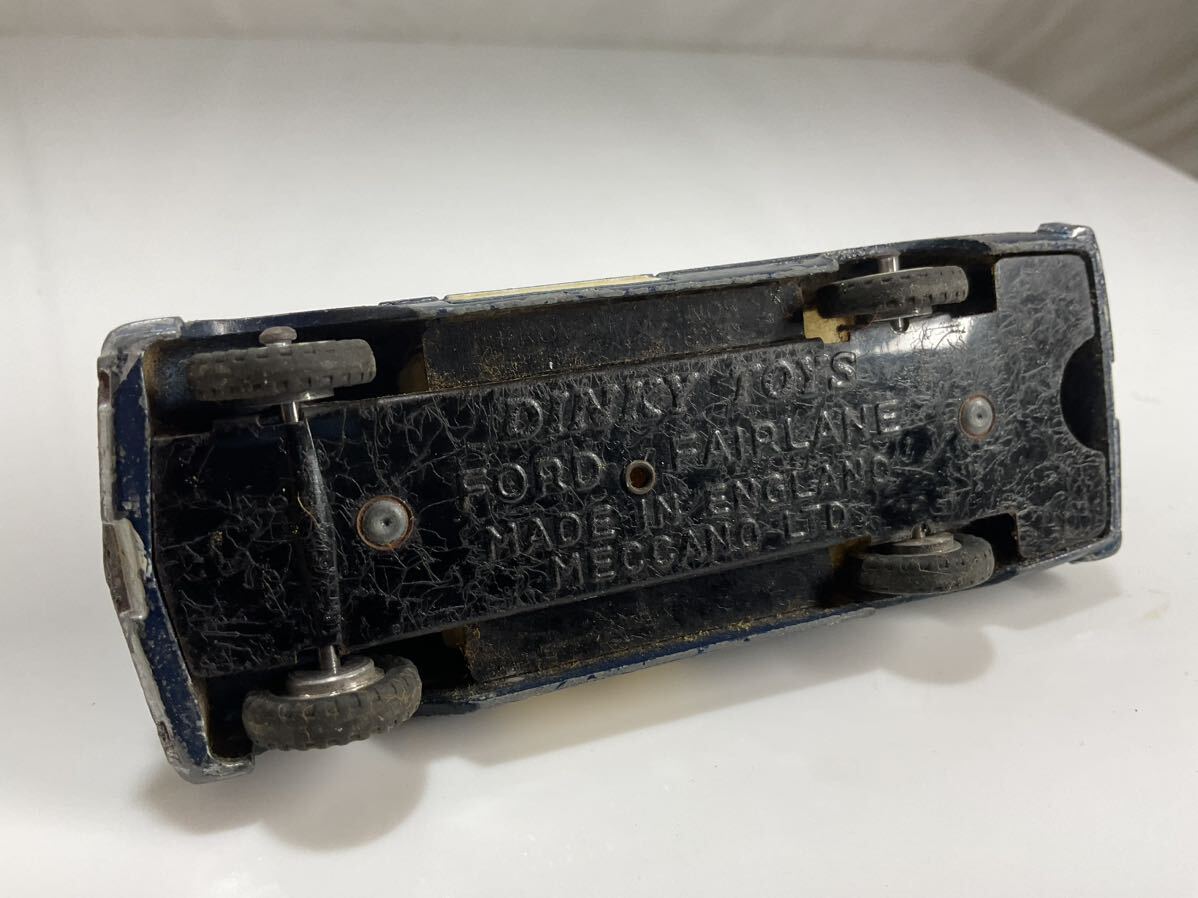 DINKY TOYS
FORD FAIRLANE
MADE IN ENGLAND
MECCANO LTD